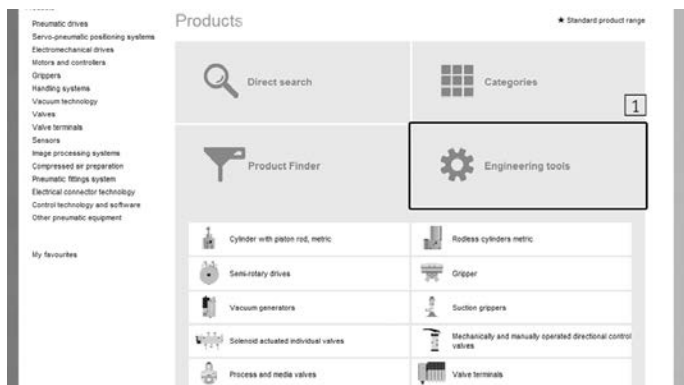 Products
Pneumatic drives
Servo-pneumatic positioning systems
Electromechanical drives
Motors and controllers
Grippers
Handling systems
Vacuum technology
Valves
Valve terminals
Sensors
Image processing systems
Compressed air preparation
Pneumatic fittings system
Electrical connector technology
Control technology and software
Other pneumatic equipment
My favourites
Products
★ Standard product range
Direct search
Categories
1
Product Finder
Engineering tools
Cylinder with piston rod, metric
Rodless cylinders metric
Semi-rotary drives
Gripper
Vacuum generators
Suction grippers
Solenoid actuated individual valves
Mechanically and manually operated directional control
valves
Process and media valves
Valve terminals